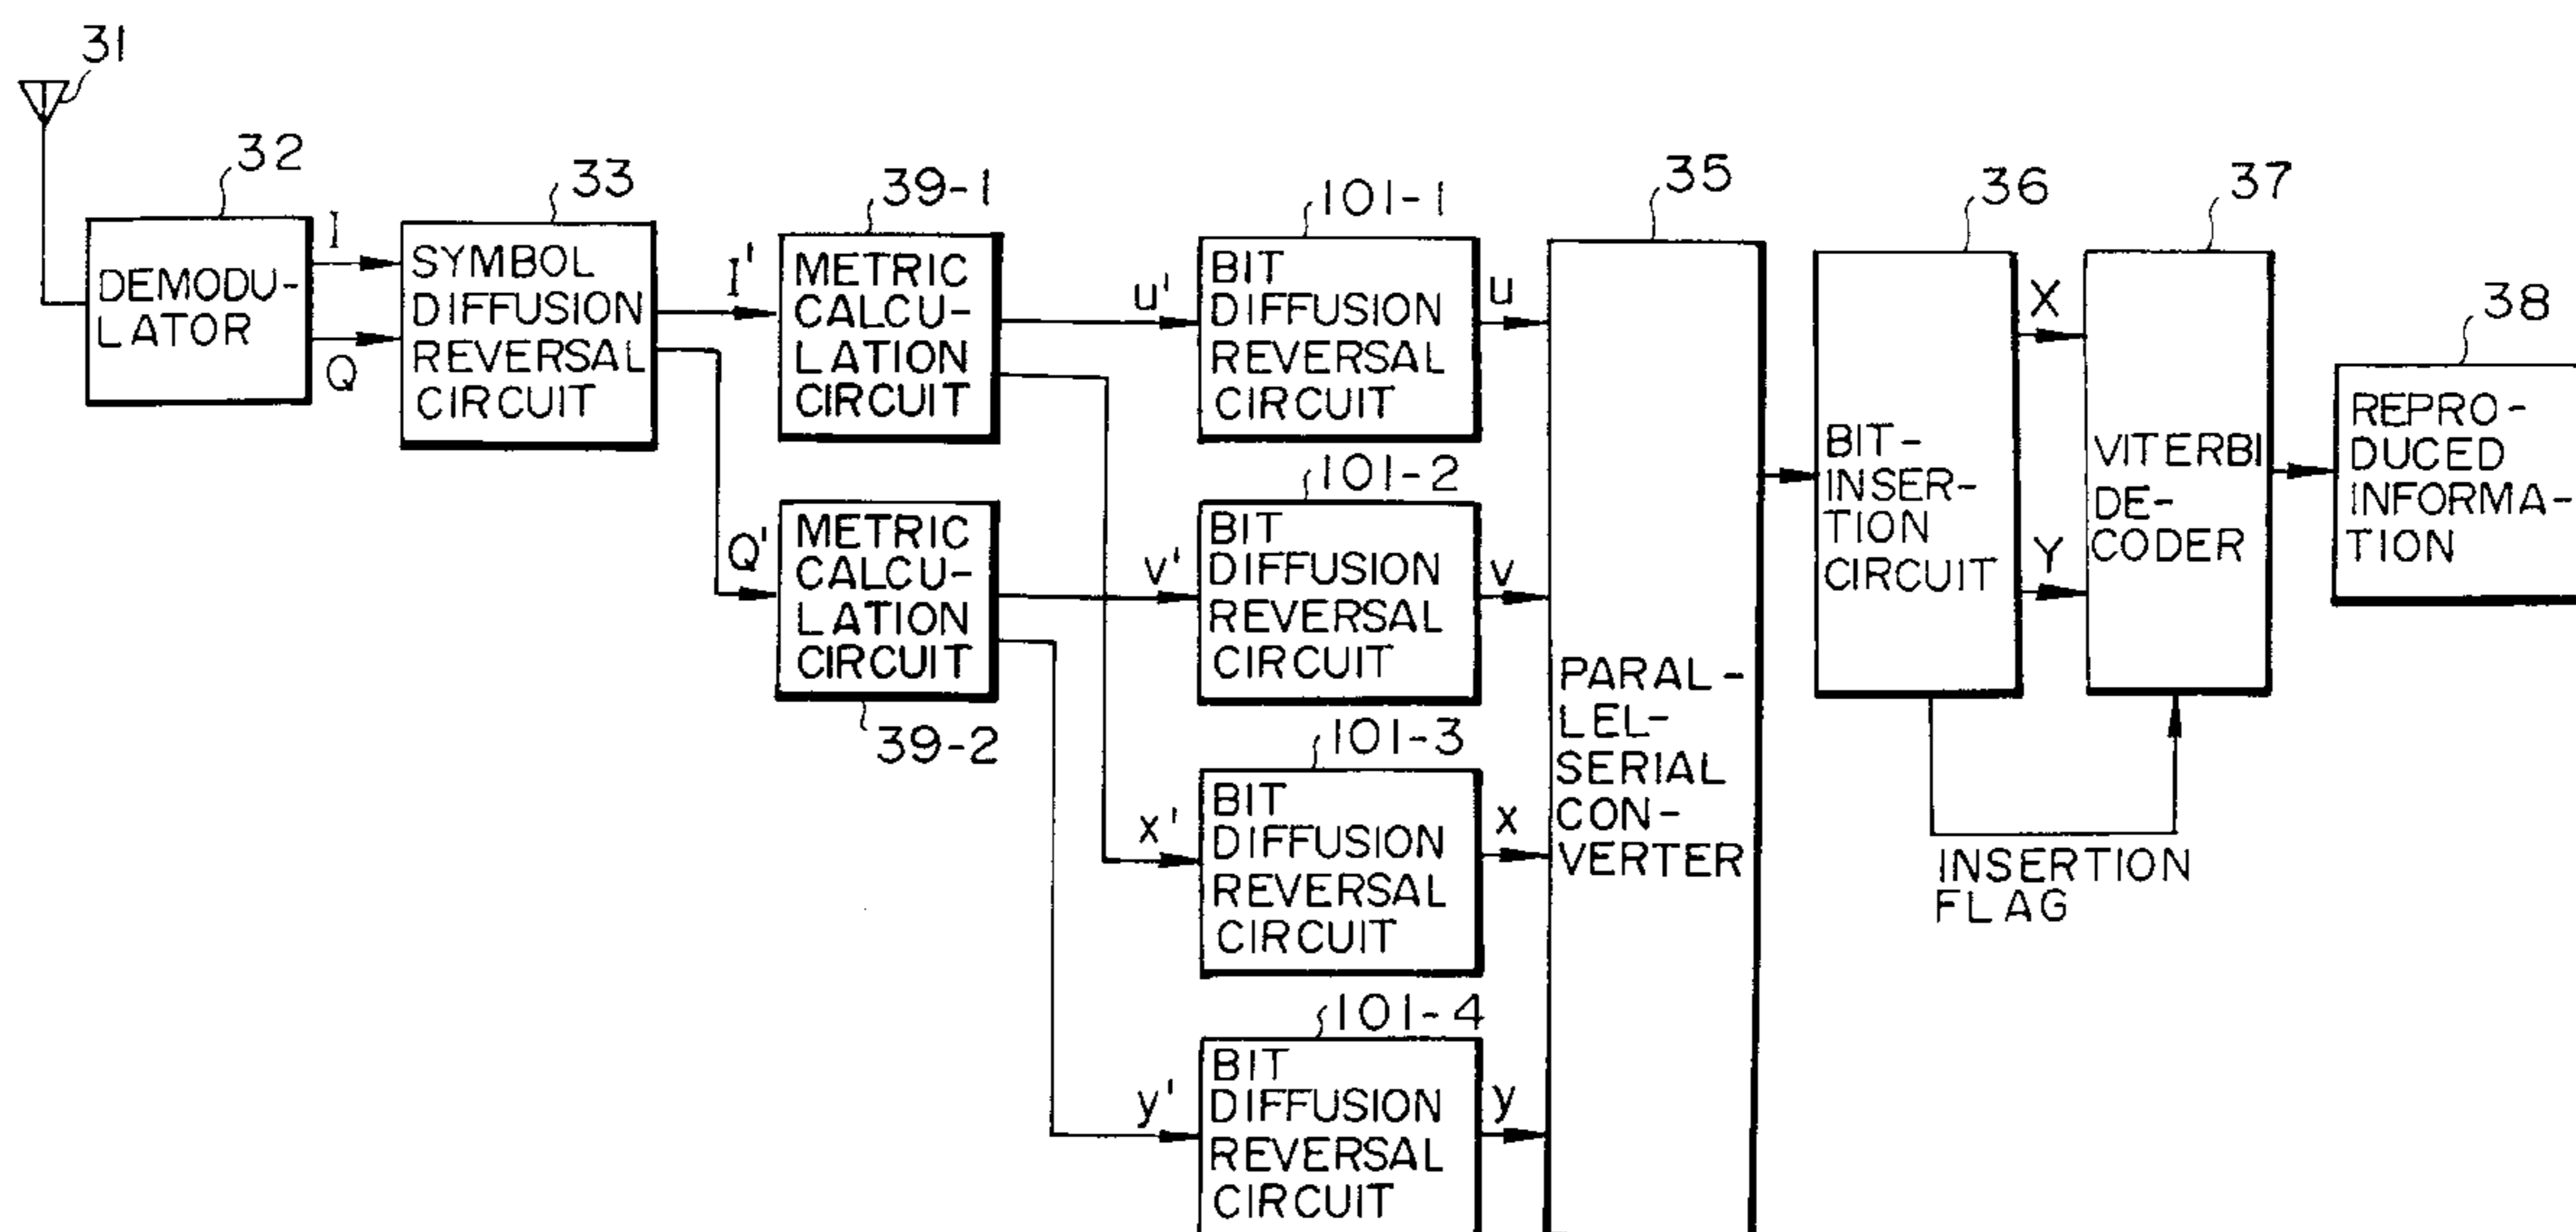 31
32
DEMODU-
LATOR
I
Q
33
SYMBOL
DIFFUSION
REVERSAL
CIRCUIT
I'
Q'
39-1
METRIC
CALCU-
LATION
CIRCUIT
METRIC
CALCU-
LATION
CIRCUIT
39-2
u'
v'
x'
y'
101-1
BIT
DIFFUSION
REVERSAL
CIRCUIT
101-2
BIT
DIFFUSION
REVERSAL
CIRCUIT
101-3
BIT
DIFFUSION
REVERSAL
CIRCUIT
101-4
BIT
DIFFUSION
REVERSAL
CIRCUIT
u
v
x
y
35
PARAL-
LEL-
SERIAL
CON-
VERTER
36
BIT-
INSER-
TION
CIRCUIT
X
Y
INSERTION
FLAG
37
VITERBI
DE-
CODER
38
REPRO-
DUCED
INFORMA-
TION